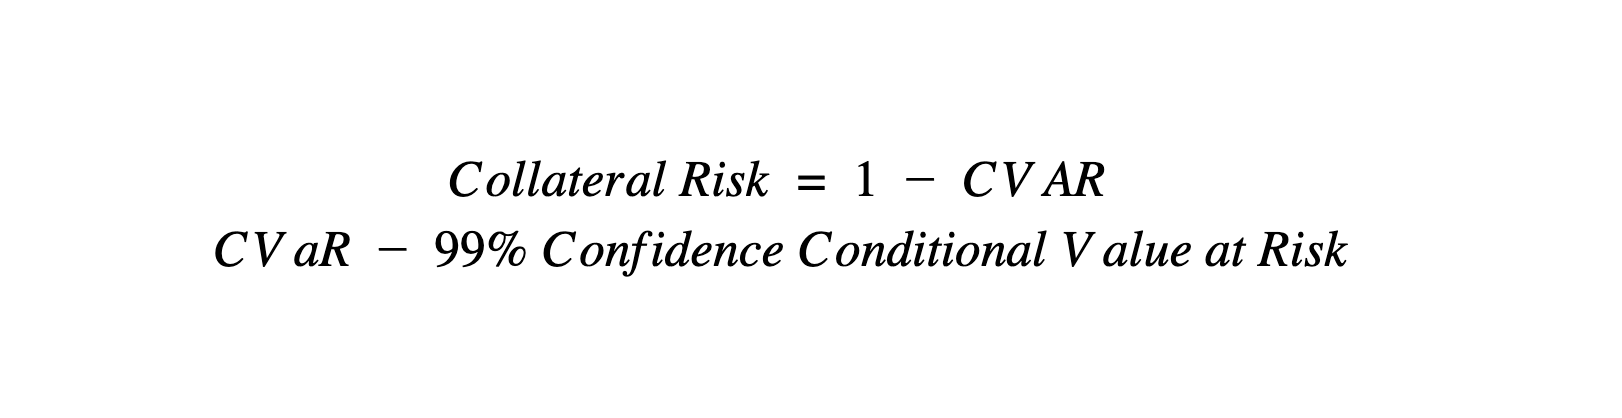 Collateral Risk = 1 − CVAR
CVaR − 99% Confidence Conditional Value at Risk